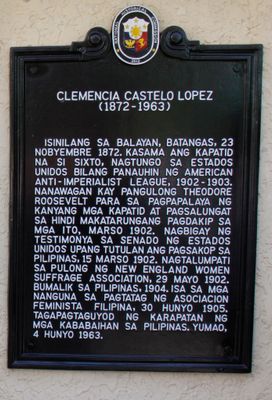 CLEMENCIA CASTELO LOPEZ
(1872-1963)
ISINILANG SA BALAYAN, BATANGAS, 23
NOBYEMBRE 1872. KASAMA ANG KAPATID
NA SI SIXTO, NAGTUNGO SA ESTADOS
UNIDOS BILANG PANAUHIN NG AMERICAN
ANTI-IMPERIALIST LEAGUE, 1902-1903.
NANAWAGAN KAY PANGULONG THEODORE
ROOSEVELT PARA SA PAGPAPALAYA NG
KANYANG MGA KAPATID AT PAGSALUNGAT
SA HINDI MAKATARUNGANG PAGDAKIP SA
MGA ITO, MARSO 1902. NAGBIGAY NG
TESTIMONYA SA SENADO NG ESTADOS
UNIDOS UPANG TUTULAN ANG PAGSAKOP SA
PILIPINAS, 15 MARSO 1902. NAGTALUMPATI
SA PULONG NG NEW ENGLAND WOMEN
SUFFRAGE ASSOCIATION, 29 MAYO 1902.
BUMALIK SA PILIPINAS, 1904. ISA SA MGA
NANGUNA SA PAGTATAG NG ASOCIACION
FEMINISTA FILIPINA, 30 HUNYO 1905.
TAGAPAGTAGUYOD NG KARAPATAN NG
MGA KABABAIHAN SA PILIPINAS. YUMAO,
4 HUNYO 1963.